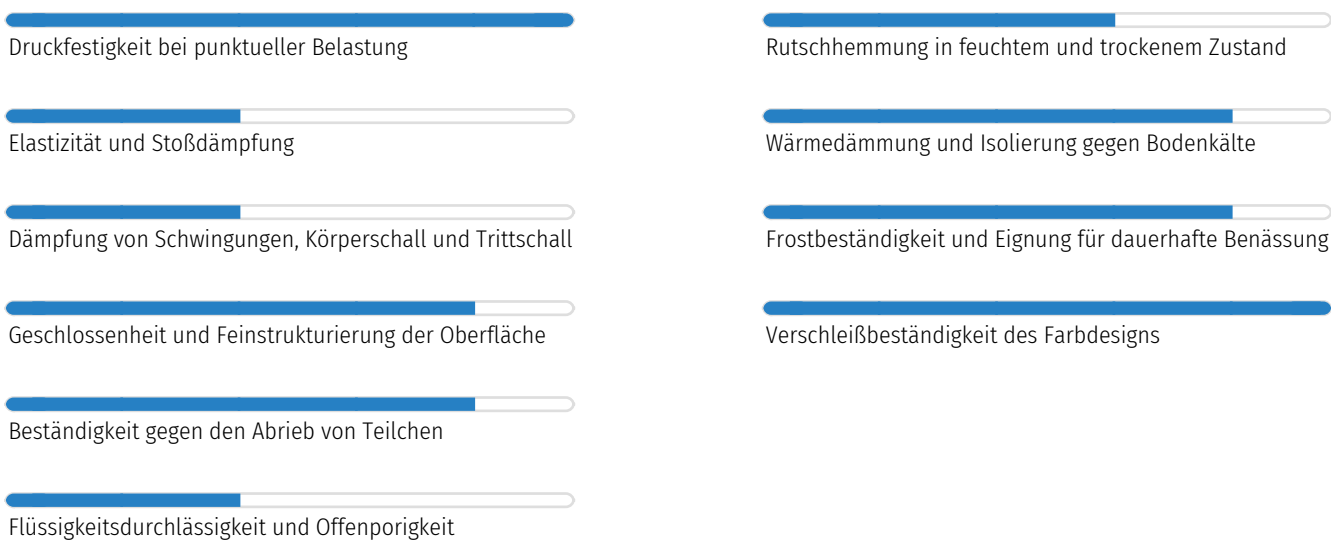 Druckfestigkeit bei punktueller Belastung
Elastizität und Stoßdämpfung
Dämpfung von Schwingungen, Körperschall und Trittschall
Geschlossenheit und Feinstrukturierung der Oberfläche
Beständigkeit gegen den Abrieb von Teilchen
Flüssigkeitsdurchlässigkeit und Offenporigkeit
Rutschhemmung in feuchtem und trockenem Zustand
Wärmedämmung und Isolierung gegen Bodenkälte
Frostbeständigkeit und Eignung für dauerhafte Benässung
Verschleißbeständigkeit des Farbdesigns